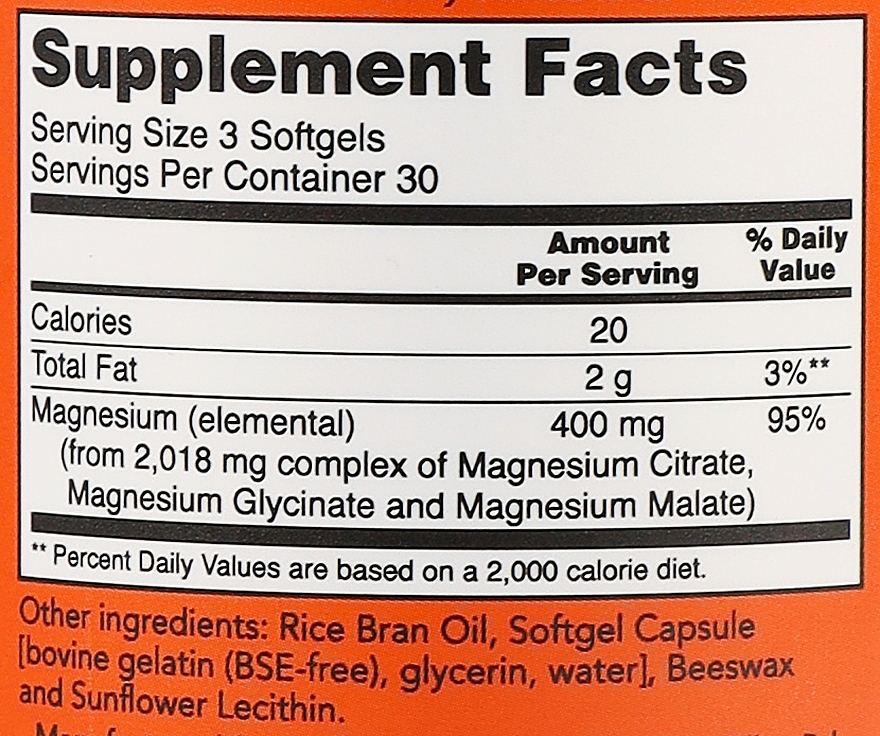 Supplement Facts
Serving Size 3 Softgels
Servings Per Container 30
Amount Per Serving % Daily Value
Calories 20
Total Fat 2 g 3%**
Magnesium (elemental) 400 mg 95%
(from 2,018 mg complex of Magnesium Citrate,
Magnesium Glycinate and Magnesium Malate)
** Percent Daily Values are based on a 2,000 calorie diet.
Other ingredients: Rice Bran Oil, Softgel Capsule
[bovine gelatin (BSE-free), glycerin, water], Beeswax
and Sunflower Lecithin.